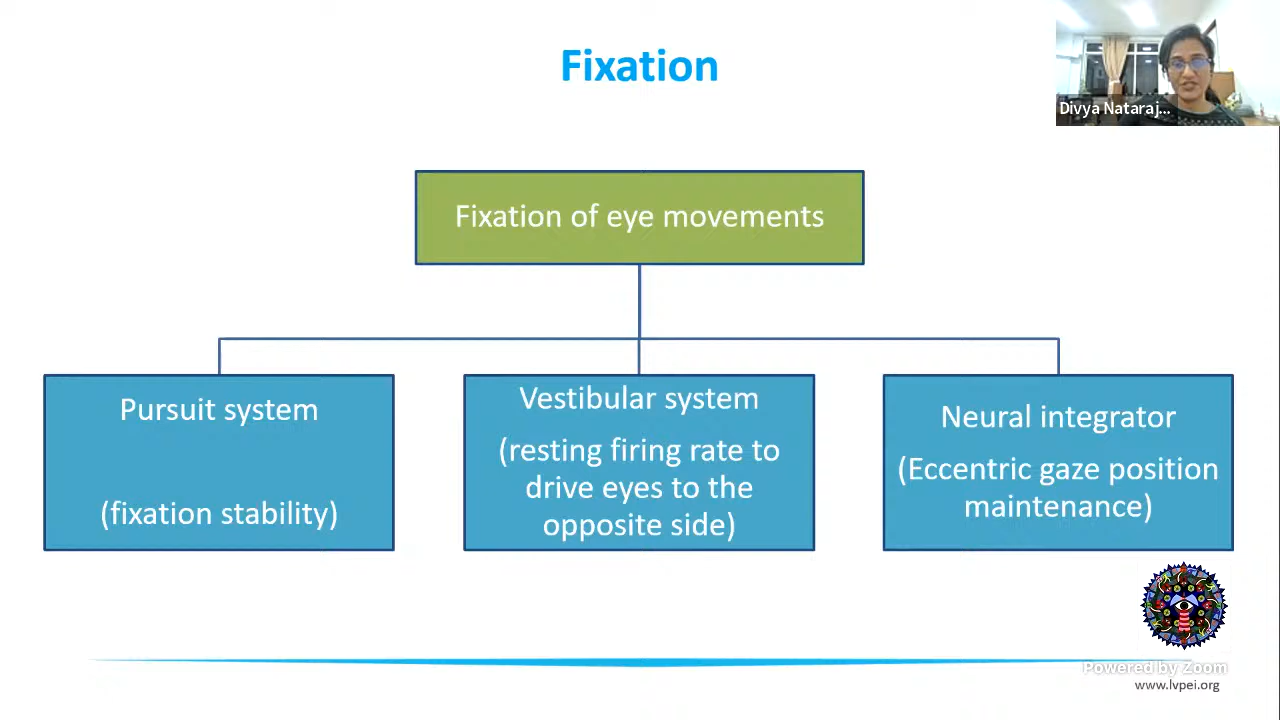 Fixation
Divya Nataraj...
Fixation of eye movements
Pursuit system
(fixation stability)
Vestibular system
(resting firing rate to
drive eyes to the
opposite side)
Neural integrator
(Eccentric gaze position
maintenance)
Powered by Zoom
www.lvpei.org